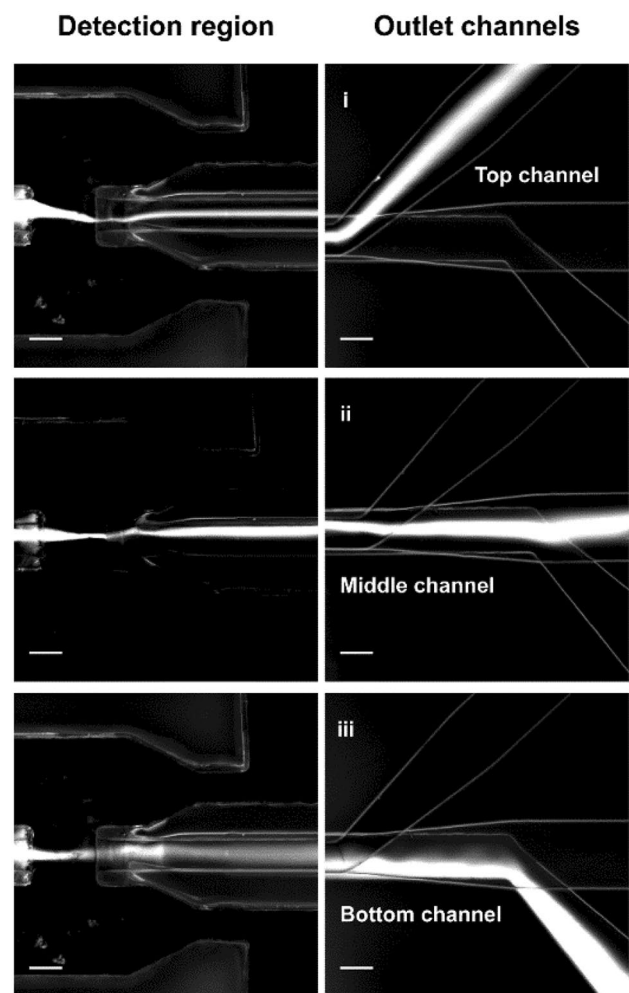 Detection region
Outlet channels
i
Top channel
ii
Middle channel
iii
Bottom channel